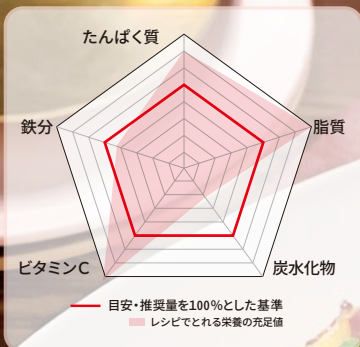 たんぱく質
鉄分
脂質
ビタミンC
炭水化物
目安・推奨量を100%とした基準
レシピでとれる栄養の充足値